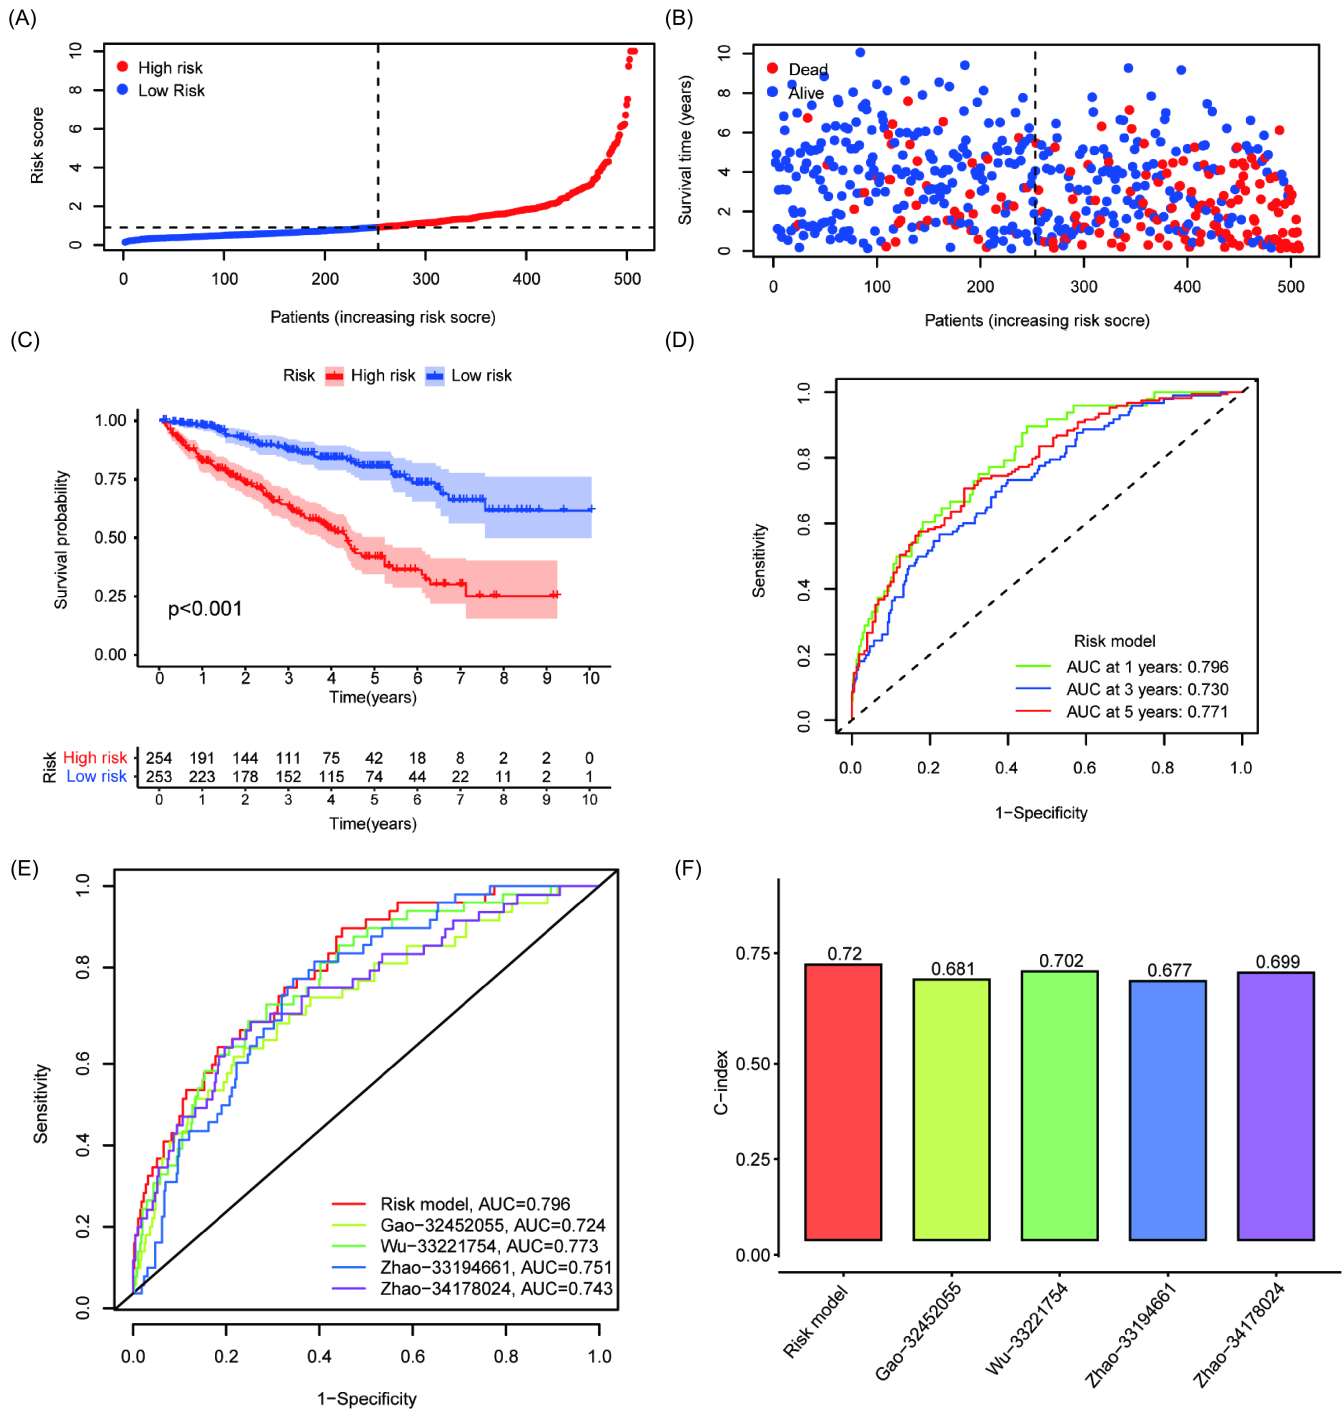 (A)
High risk
Low Risk
Risk score
0
2
4
6
8
10
0 100 200 300 400 500
Patients (increasing risk socre)
(B)
Dead
Alive
Survival time (years)
0
2
4
6
8
10
0 100 200 300 400 500
Patients (increasing risk socre)
(C)
Risk High risk Low risk
Survival probability
1.00
0.75
0.50
0.25
0.00
p<0.001
0 1 2 3 4 5 6 7 8 9 10
Time(years)
Risk
High risk 254 191 144 111 75 42 18 8 2 2 0
Low risk 253 223 178 152 115 74 44 22 11 2 1
0 1 2 3 4 5 6 7 8 9 10
Time(years)
(D)
Sensitivity
0.0
0.2
0.4
0.6
0.8
1.0
Risk model
AUC at 1 years: 0.796
AUC at 3 years: 0.730
AUC at 5 years: 0.771
0.0 0.2 0.4 0.6 0.8 1.0
1−Specificity
(E)
Sensitivity
0.0
0.2
0.4
0.6
0.8
1.0
Risk model, AUC=0.796
Gao−32452055, AUC=0.724
Wu−33221754, AUC=0.773
Zhao−33194661, AUC=0.751
Zhao−34178024, AUC=0.743
0.0 0.2 0.4 0.6 0.8 1.0
1−Specificity
(F)
C−index
0.75
0.50
0.25
0.00
0.72 0.681 0.702 0.677 0.699
Risk model
Gao−32452055
Wu−33221754
Zhao−33194661
Zhao−34178024